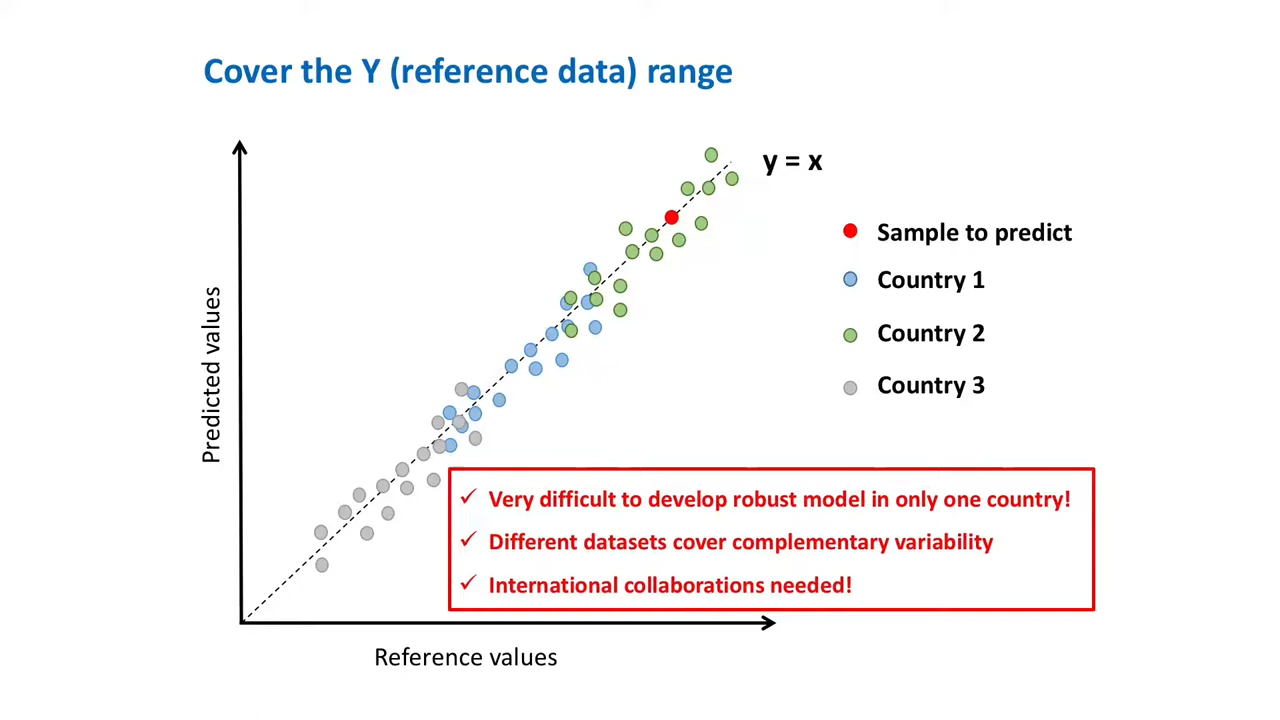 Cover the Y (reference data) range
y = x
Sample to predict
Country 1
Country 2
Country 3
Predicted values
✓ Very difficult to develop robust model in only one country!
✓ Different datasets cover complementary variability
✓ International collaborations needed!
Reference values